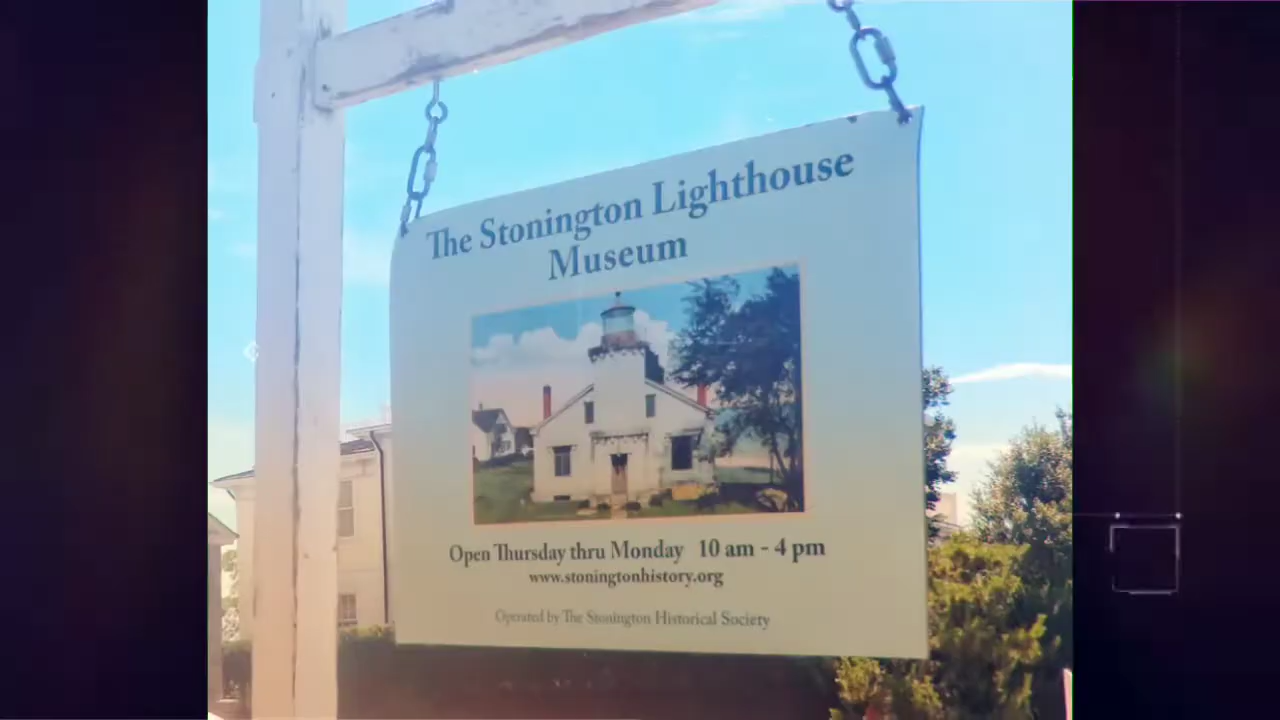 The Stonington Lighthouse
Museum
Open Thursday thru Monday 10 am - 4 pm
www.stoningtonhistory.org
Operated by The Stonington Historical Society